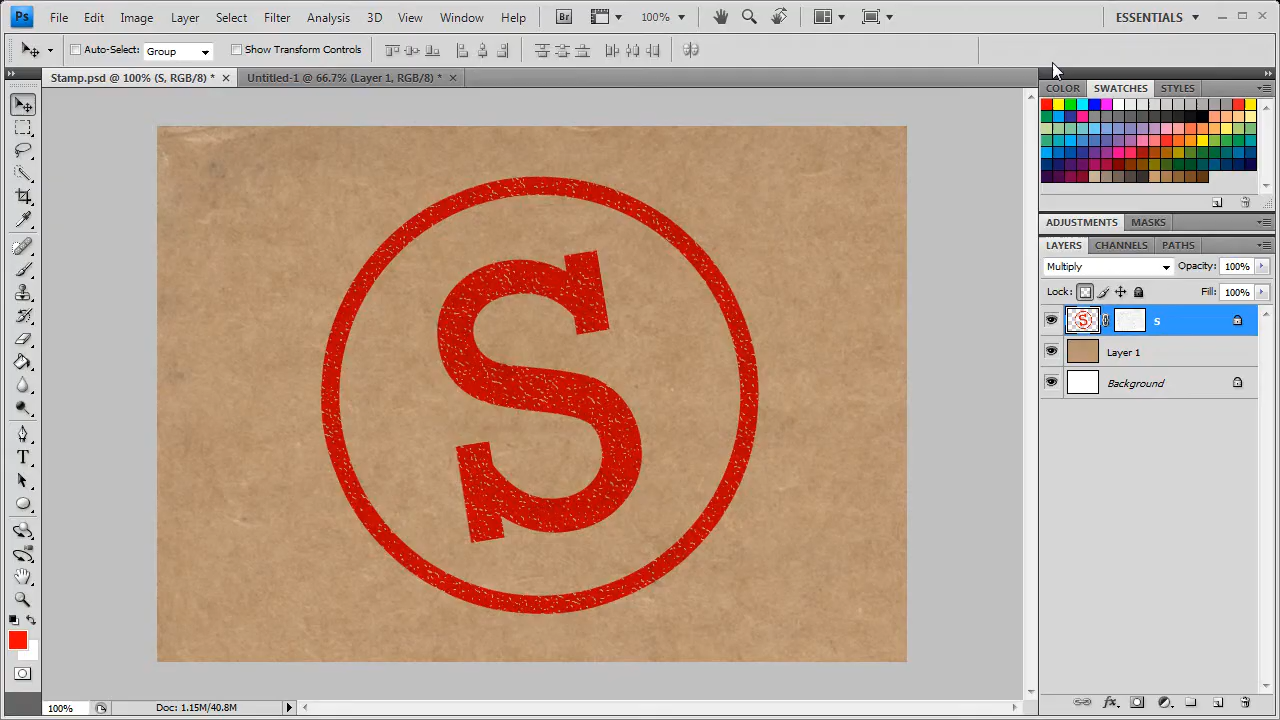 Ps File Edit Image Layer Select Filter Analysis 3D View Window Help Br 100% ESSENTIALS
Auto-Select: Group Show Transform Controls
Stamp.psd @ 100% (S, RGB/8) * Untitled-1 @ 66.7% (Layer 1, RGB/8) *
COLOR SWATCHES STYLES
ADJUSTMENTS MASKS
LAYERS CHANNELS PATHS
Multiply Opacity: 100%
Lock: Fill: 100%
S
Layer 1
Background
S
T
100% Doc: 1.15M/40.8M
fx